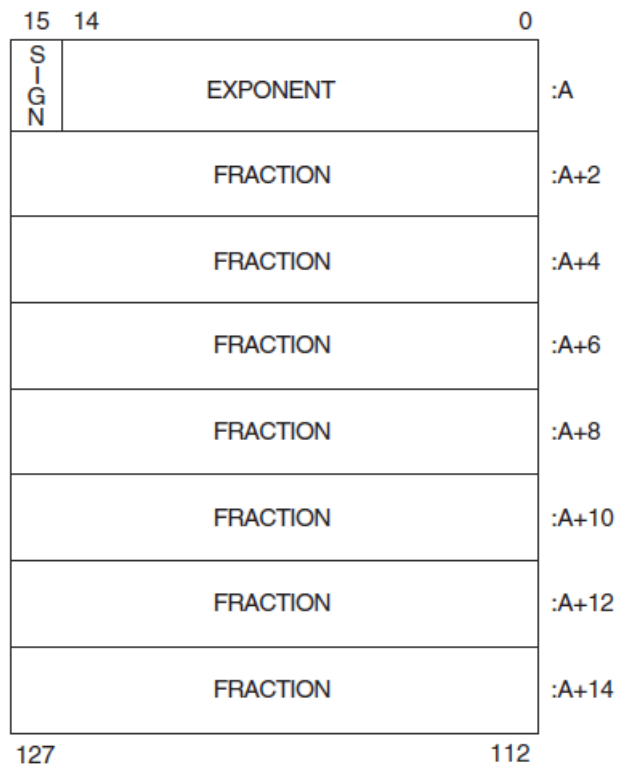 15 14 0
SIGN EXPONENT :A
FRACTION :A+2
FRACTION :A+4
FRACTION :A+6
FRACTION :A+8
FRACTION :A+10
FRACTION :A+12
FRACTION :A+14
127 112